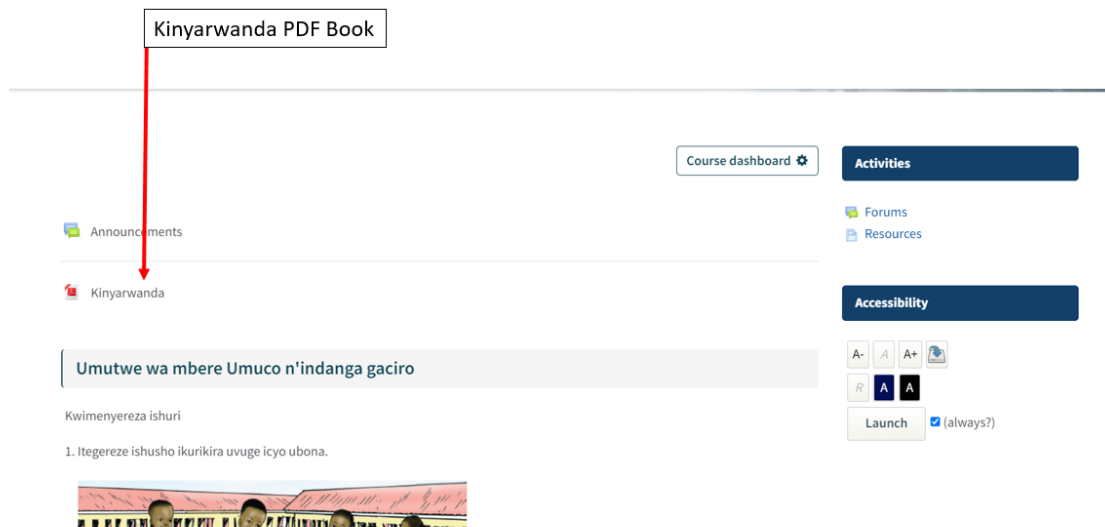 Kinyarwanda PDF Book
Course dashboard
Announcements
Kinyarwanda
Umutwe wa mbere Umuco n'indanga gaciro
Kwimenyereza ishuri
1. Itegereze ishusho ikurikira uvuge icyo ubona.
Activities
Forums
Resources
Accessibility
A- A A+
R A A
Launch (always?)